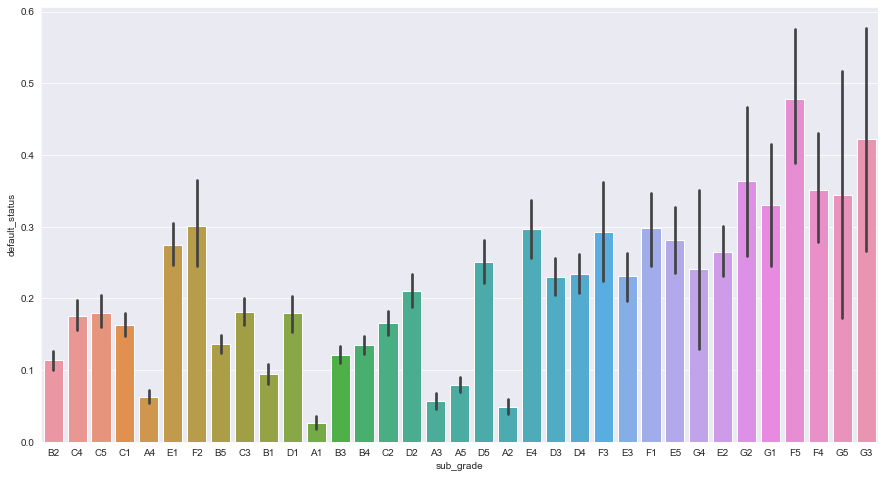 0.6
0.5
0.4
0.3
0.2
0.1
0.0
default_status
B2 C4 C5 C1 A4 E1 F2 B5 C3 B1 D1 A1 B3 B4 C2 D2 A3 A5 D5 A2 E4 D3 D4 F3 E3 F1 E5 G4 E2 G2 G1 F5 F4 G5 G3
sub_grade